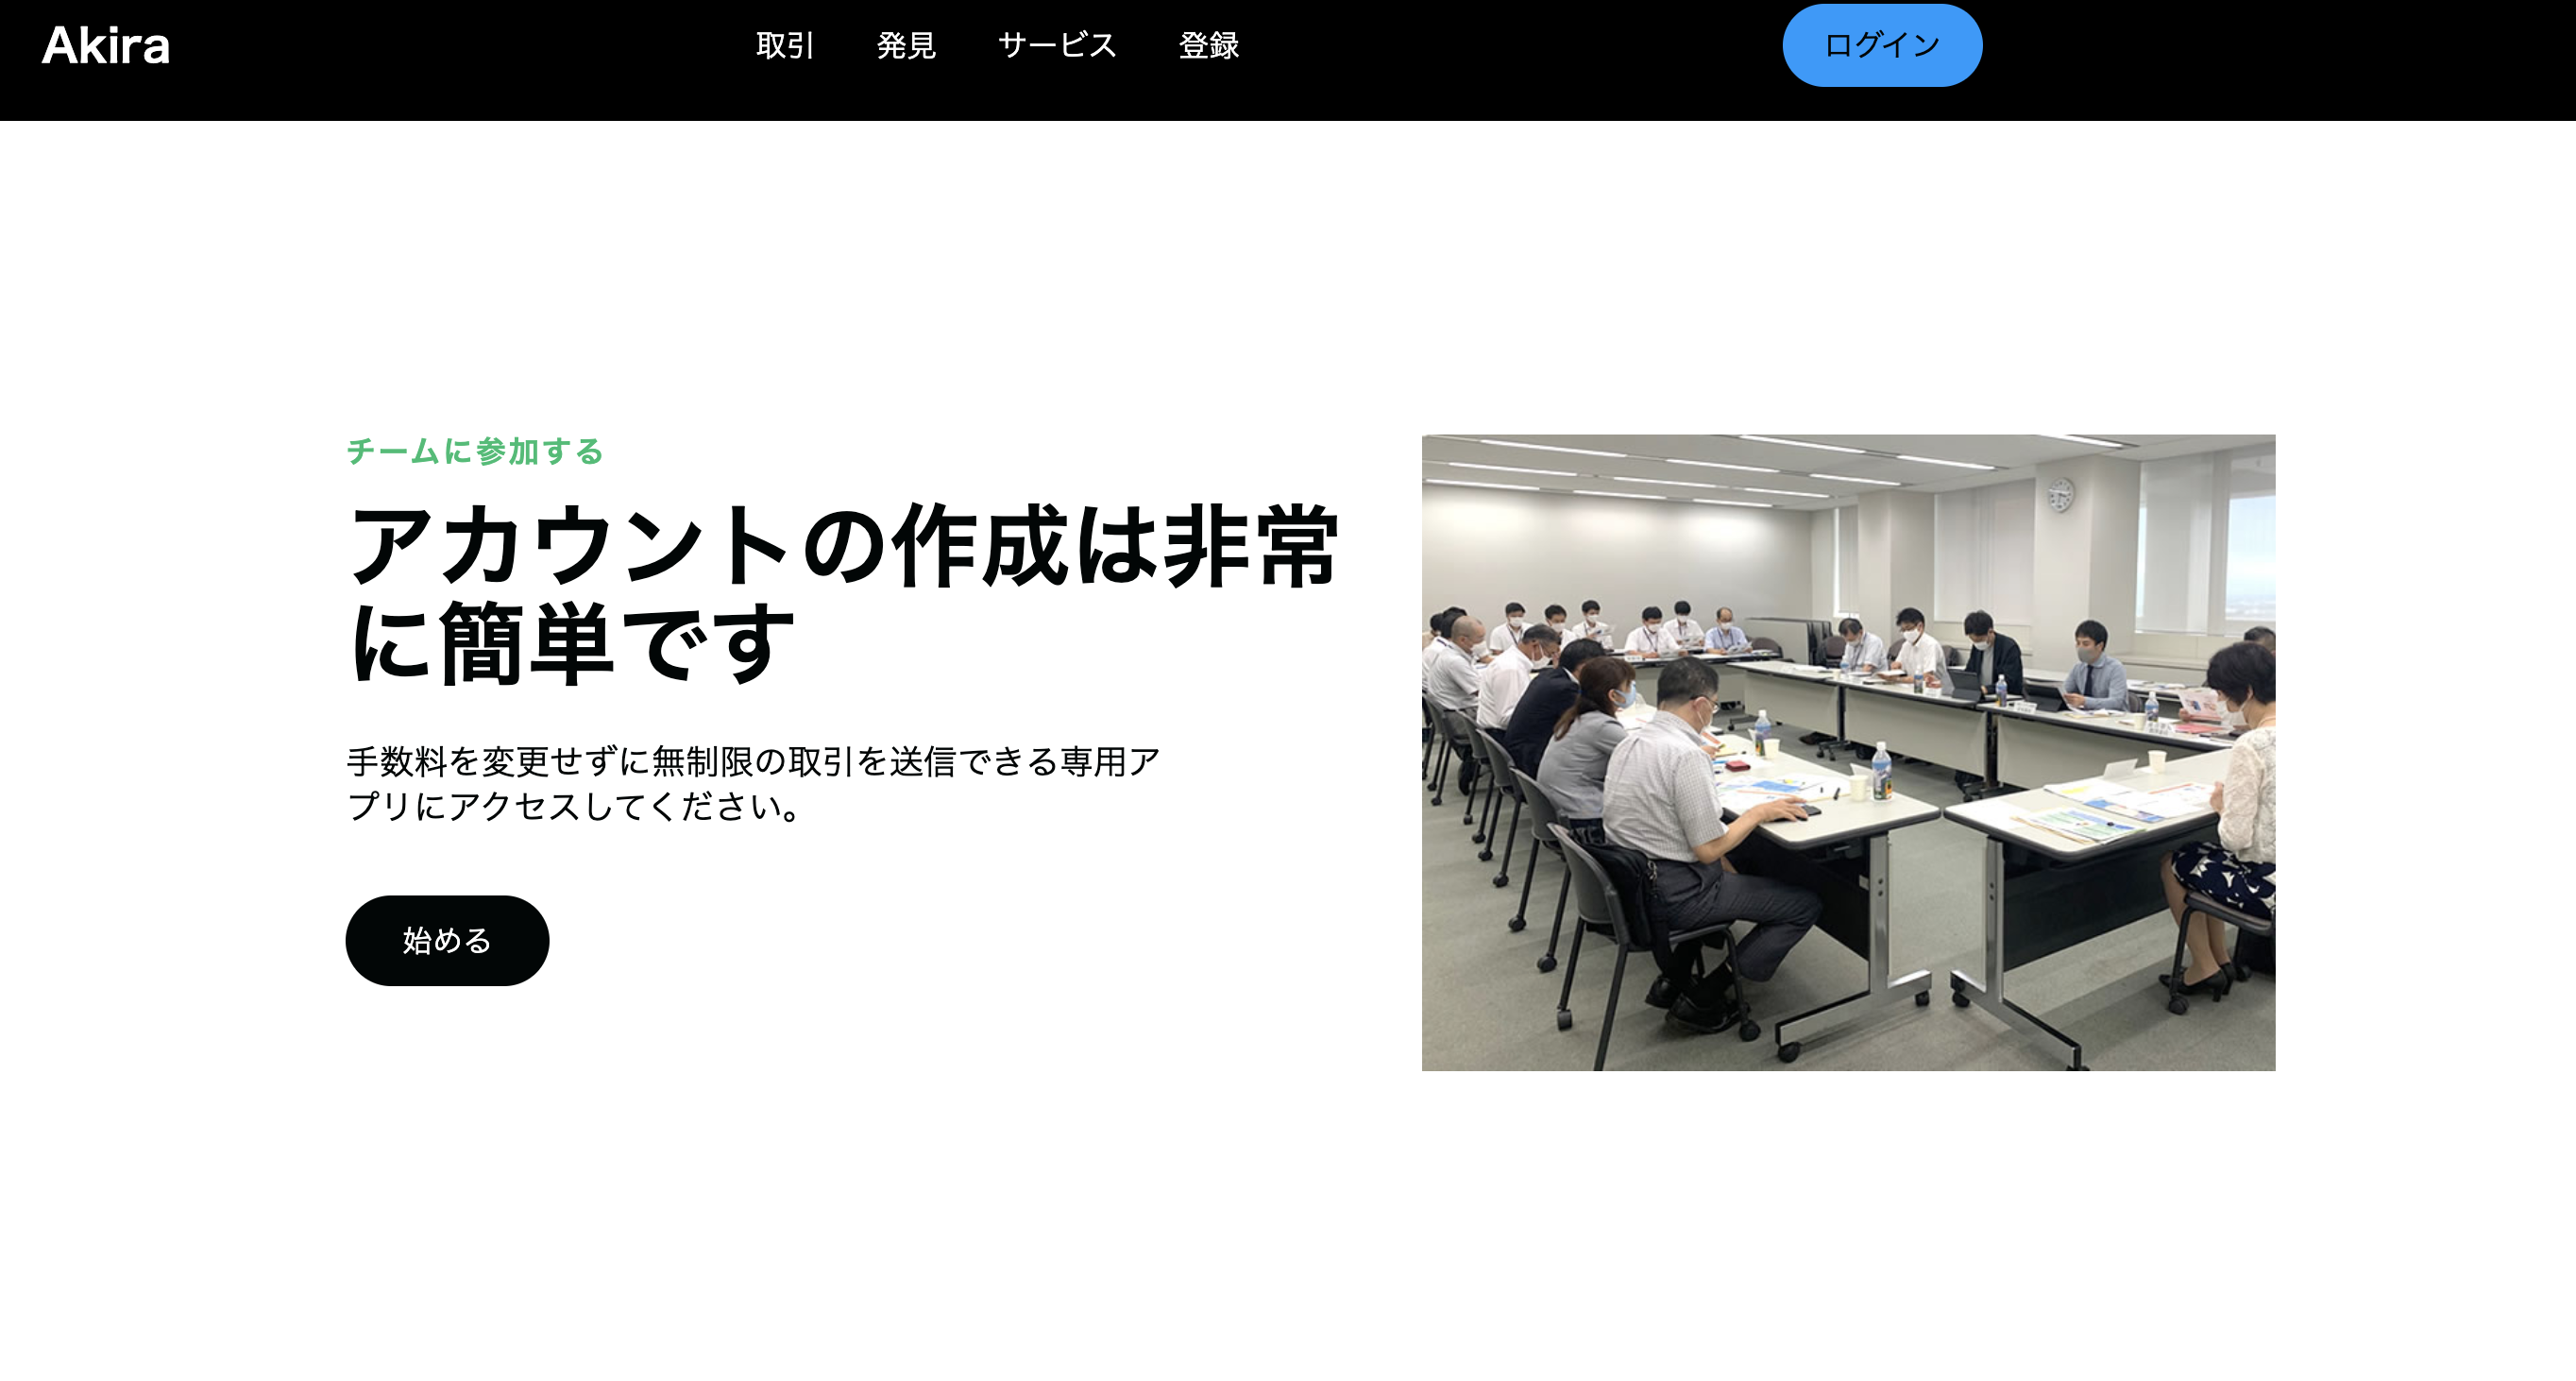 Akira
取引 発見 サービス 登録
ログイン
チームに参加する
アカウントの作成は非常
に簡単です
手数料を変更せずに無制限の取引を送信できる専用ア
プリにアクセスしてください。
始める